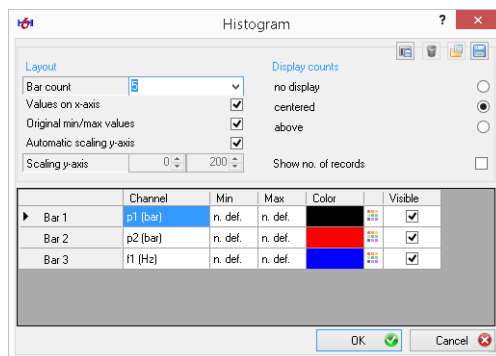 Histogram ? ×
Layout
Display counts
Bar count 5
no display
Values on x-axis
centered
Original min/max values
above
Automatic scaling y-axis
Scaling y-axis 0 200
Show no. of records
Channel Min Max Color Visible
Bar 1 p1 (bar) n. def. n. def.
Bar 2 p2 (bar) n. def. n. def.
Bar 3 f1 (Hz) n. def. n. def.
OK Cancel